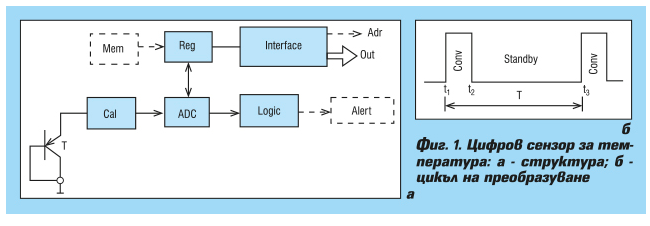 Mem
Reg
Interface
Adr
Out
Cal
ADC
Logic
Alert
T
а
Conv
Standby
Conv
t1
t2
t3
T
б
Фиг. 1. Цифров сензор за тем-
пература: а - структура; б -
цикъл на преобразуване